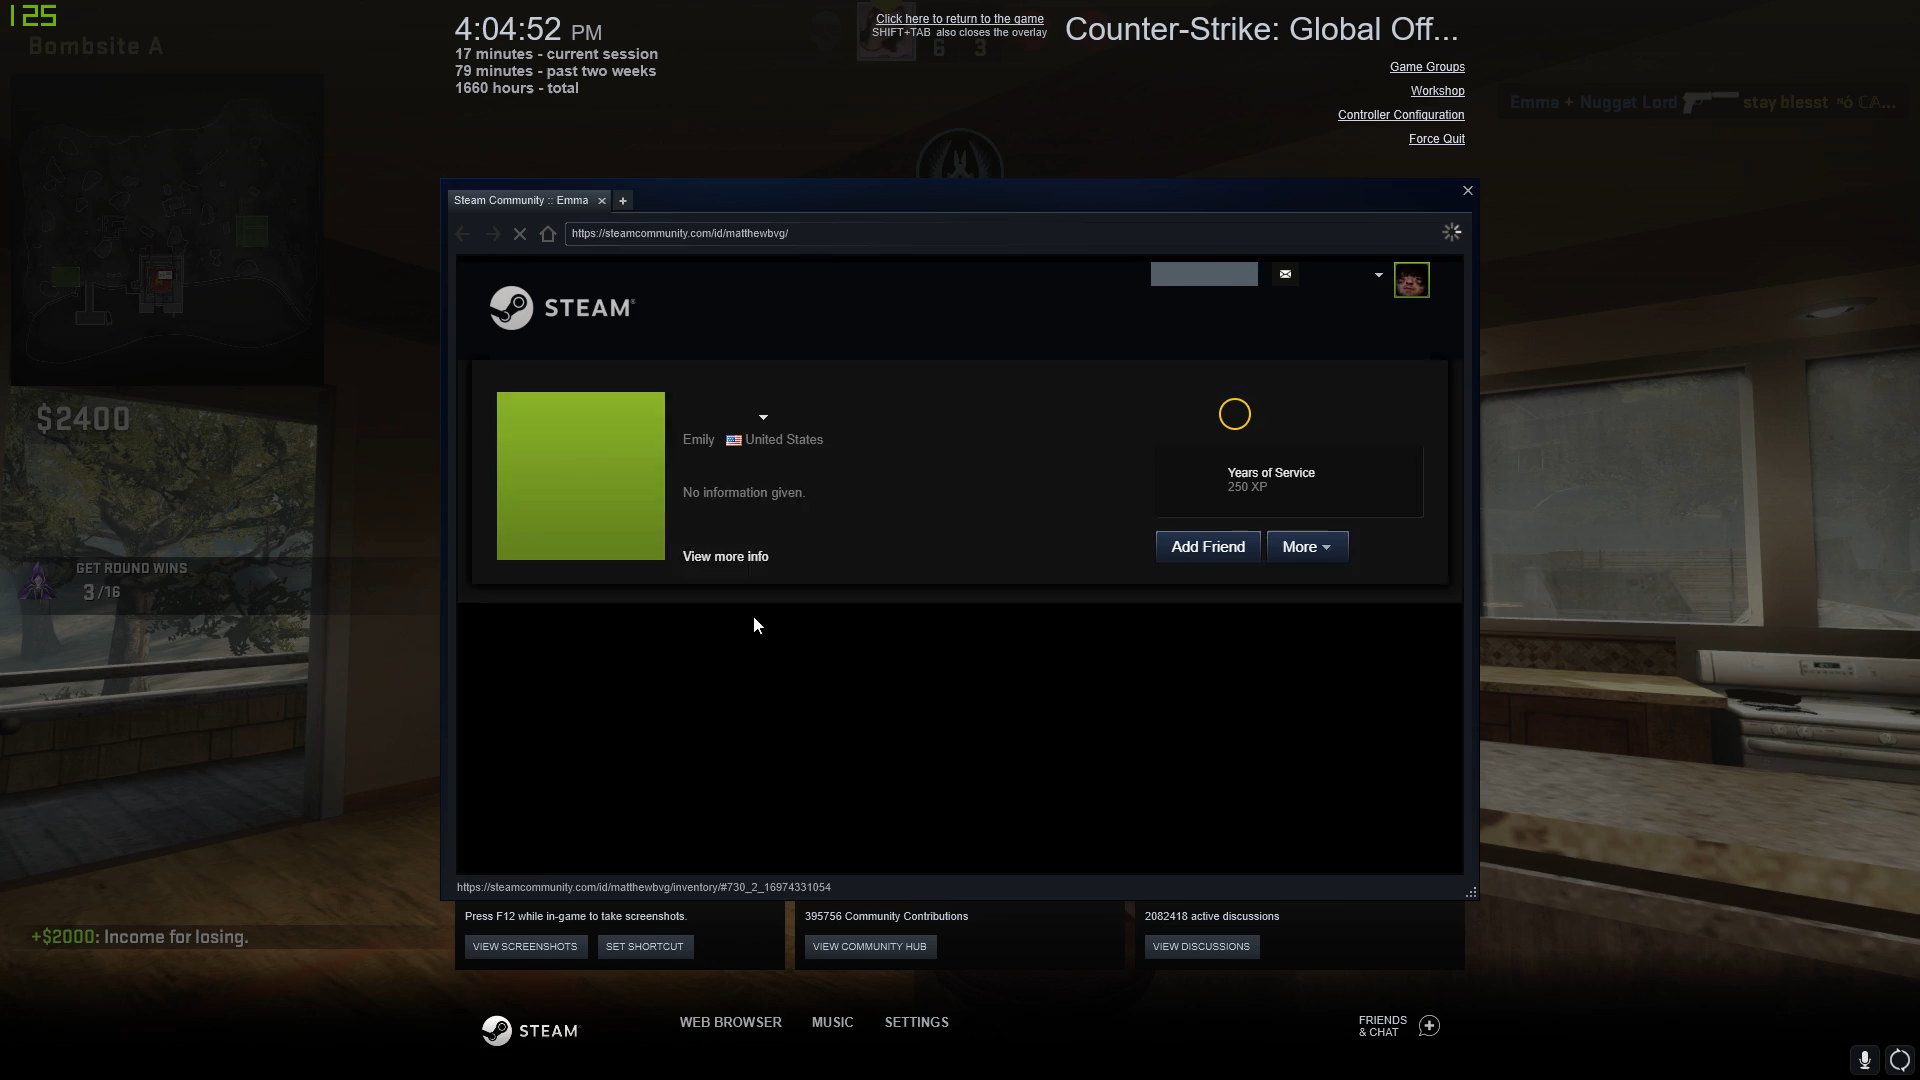 125
Bombsite A
4:04:52 PM
17 minutes - current session
79 minutes - past two weeks
1660 hours - total
Click here to return to the game
SHIFT+TAB also closes the overlay
6 3
Counter-Strike: Global Off...
Game Groups
Workshop
Controller Configuration
Force Quit
Emma + Nugget Lord stay blesst
Steam Community :: Emma
https://steamcommunity.com/id/matthewbvg/
STEAM
Emily United States
No information given.
View more info
Years of Service
250 XP
Add Friend
More
$2400
GET ROUND WINS
3/16
https://steamcommunity.com/id/matthewbvg/inventory/#730_2_16974331054
Press F12 while in-game to take screenshots.
VIEW SCREENSHOTS
SET SHORTCUT
395756 Community Contributions
VIEW COMMUNITY HUB
2082418 active discussions
VIEW DISCUSSIONS
+$2000: Income for losing.
STEAM
WEB BROWSER
MUSIC
SETTINGS
FRIENDS
& CHAT